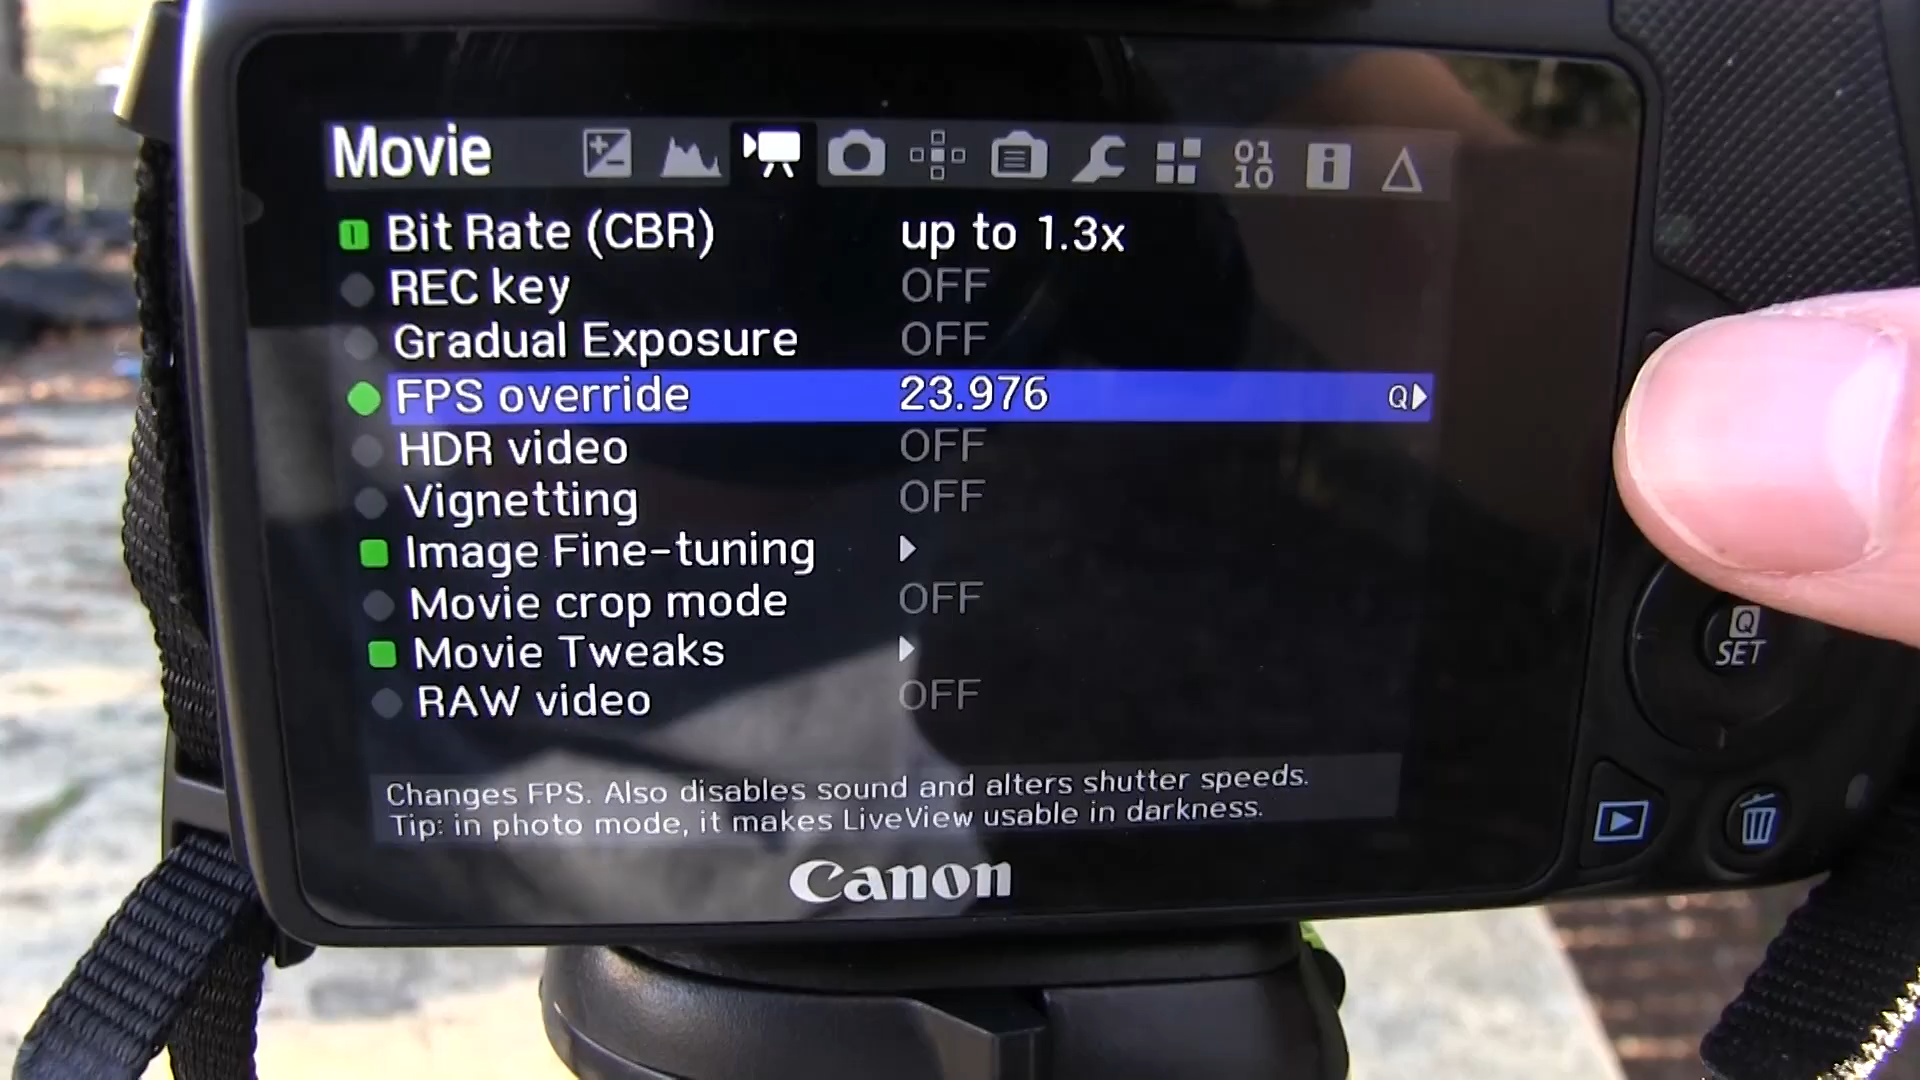 Movie 01
10 i
Bit Rate (CBR) up to 1.3x
REC key OFF
Gradual Exposure OFF
FPS override 23.976 Q
HDR video OFF
Vignetting OFF
Image Fine-tuning
Movie crop mode OFF
Movie Tweaks
RAW video OFF
Changes FPS. Also disables sound and alters shutter speeds.
Tip: in photo mode, it makes LiveView usable in darkness.
Canon
Q
SET